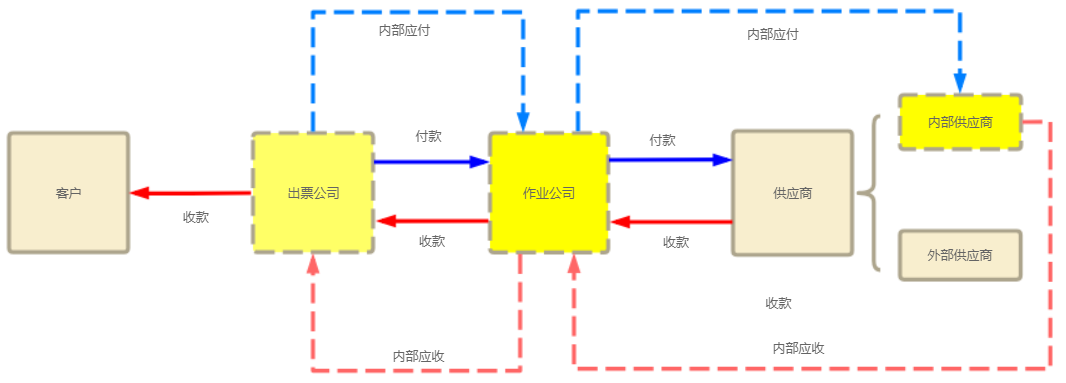 内部应付
内部应付
付款
付款
内部供应商
客户
出票公司
作业公司
供应商
收款
收款
收款
外部供应商
收款
内部应收
内部应收